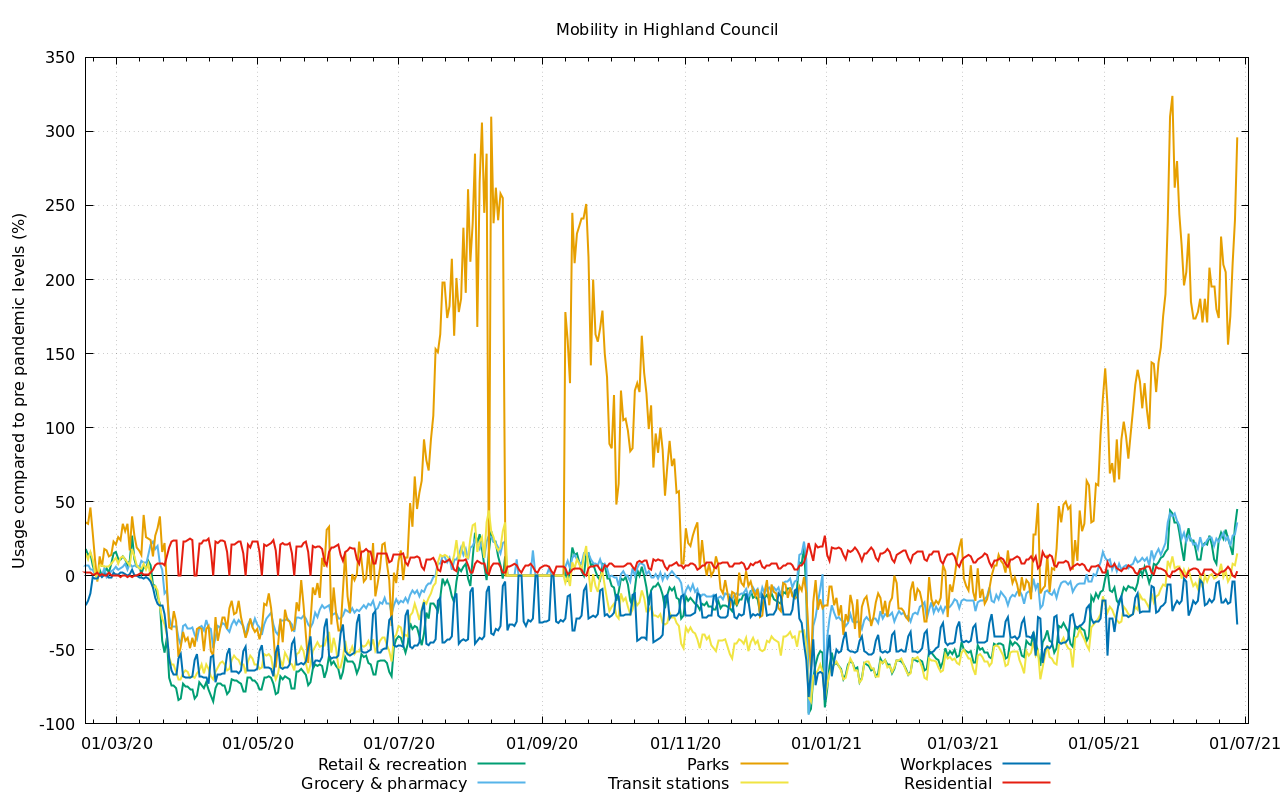 Mobility in Highland Council
Usage compared to pre pandemic levels (%)
350
300
250
200
150
100
50
0
-50
-100
01/03/20 01/05/20 01/07/20 01/09/20 01/11/20 01/01/21 01/03/21 01/05/21 01/07/21
Retail & recreation Parks Workplaces
Grocery & pharmacy Transit stations Residential